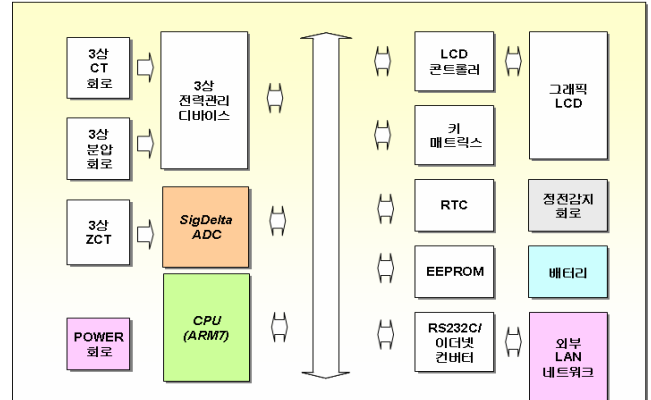 3상
CT
회로
3상
분압
회로
3상
ZCT
POWER
회로
3상
전력관리
디바이스
SigDelta
ADC
CPU
(ARM7)
LCD
콘트롤러
키
매트릭스
RTC
EEPROM
RS232C/
이더넷
컨버터
그래픽
LCD
정전감지
회로
배터리
외부
LAN
네트워크